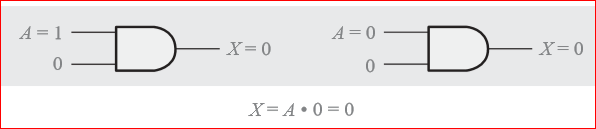 A = 1 X = 0 A = 0 X = 0
0 0
X = A • 0 = 0